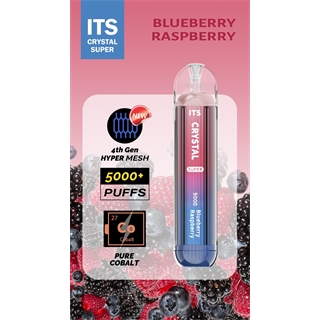 ITS
CRYSTAL
SUPER
BLUEBERRY
RASPBERRY
NEW
4th Gen
HYPER MESH
5000+
PUFFS
27
Co
Cobalt
PURE
COBALT
ITS
CRYSTAL
SUPER
5000
Blueberry
Raspberry